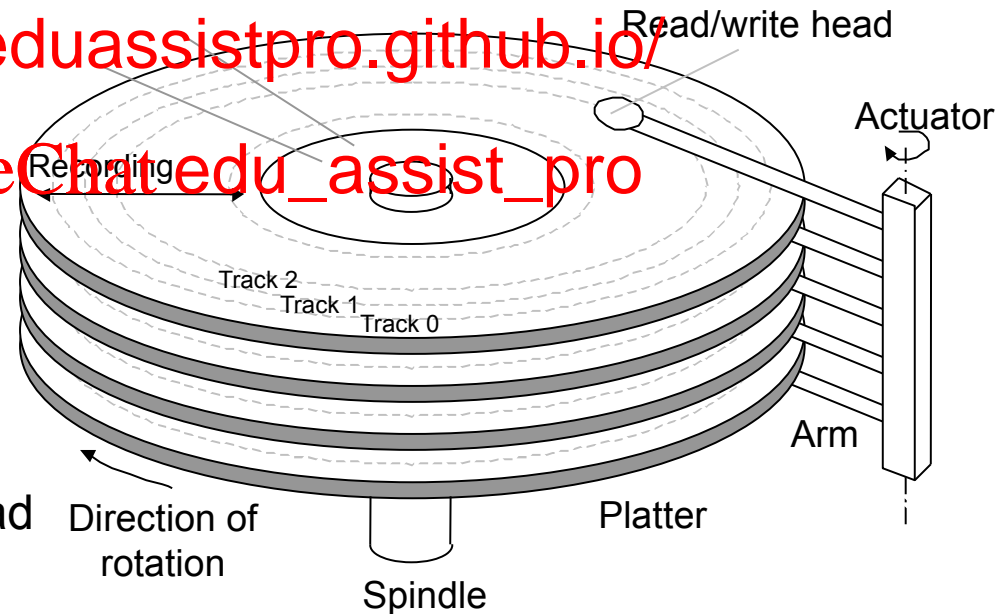 eduassistpro.github.io/
Read/write head
Actuator
Recording
eChat edu_assist_pro
Track 2
Track 1
Track 0
Arm
ad
Direction of
rotation
Platter
Spindle